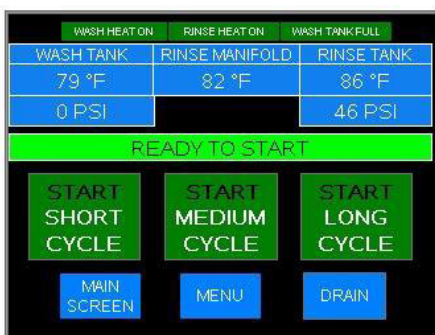 WASH HEAT ON RINSE HEAT ON WASH TANK FULL
WASH TANK RINSE MANIFOLD RINSE TANK
79 °F 82 °F 86 °F
0 PSI 46 PSI
READY TO START
START START START
SHORT MEDIUM LONG
CYCLE CYCLE CYCLE
MAIN SCREEN MENU DRAIN